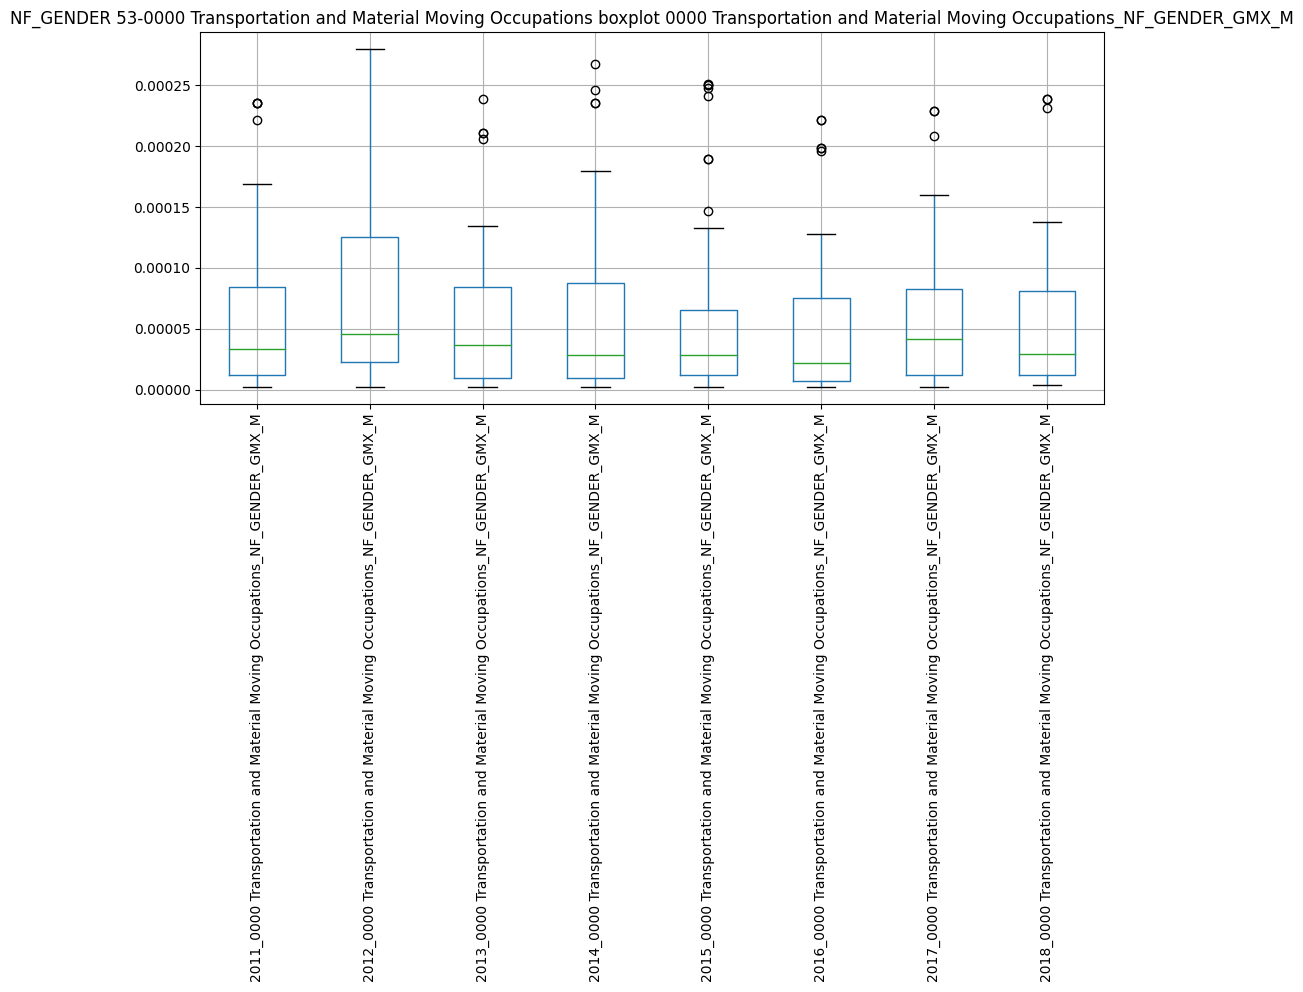 NF_GENDER 53-0000 Transportation and Material Moving Occupations boxplot 0000 Transportation and Material Moving Occupations_NF_GENDER_GMX_M
0.00025
0.00020
0.00015
0.00010
0.00005
0.00000
2011_0000 Transportation and Material Moving Occupations_NF_GENDER_GMX_M
2012_0000 Transportation and Material Moving Occupations_NF_GENDER_GMX_M
2013_0000 Transportation and Material Moving Occupations_NF_GENDER_GMX_M
2014_0000 Transportation and Material Moving Occupations_NF_GENDER_GMX_M
2015_0000 Transportation and Material Moving Occupations_NF_GENDER_GMX_M
2016_0000 Transportation and Material Moving Occupations_NF_GENDER_GMX_M
2017_0000 Transportation and Material Moving Occupations_NF_GENDER_GMX_M
2018_0000 Transportation and Material Moving Occupations_NF_GENDER_GMX_M